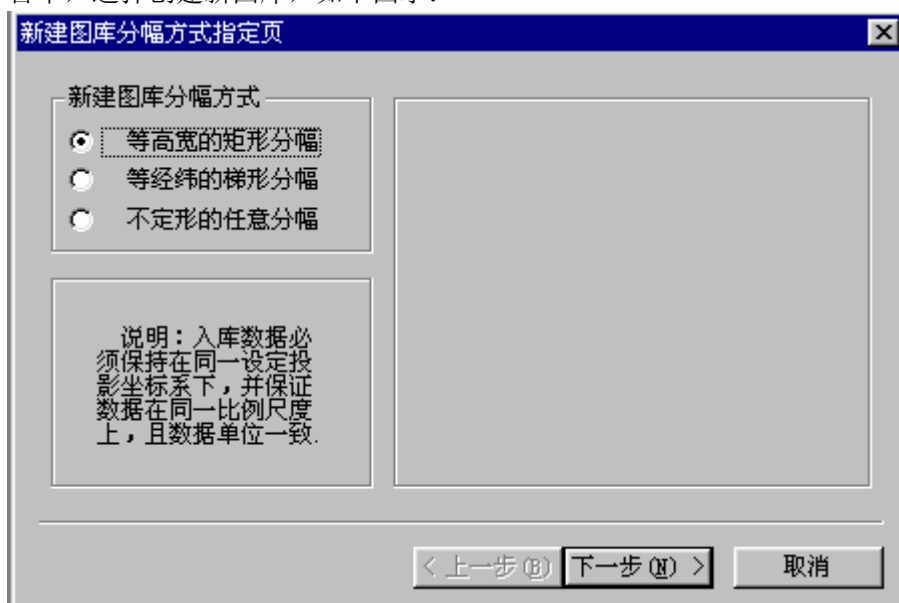 新建图库分幅方式指定页
新建图库分幅方式
等高宽的矩形分幅
等经纬的梯形分幅
不定形的任意分幅
说明：入库数据必
须保持在同一设定投
影坐标系下，并保证
数据在同一比例尺度
上，且数据单位一致.
< 上一步(B)
下一步(N) >
取消